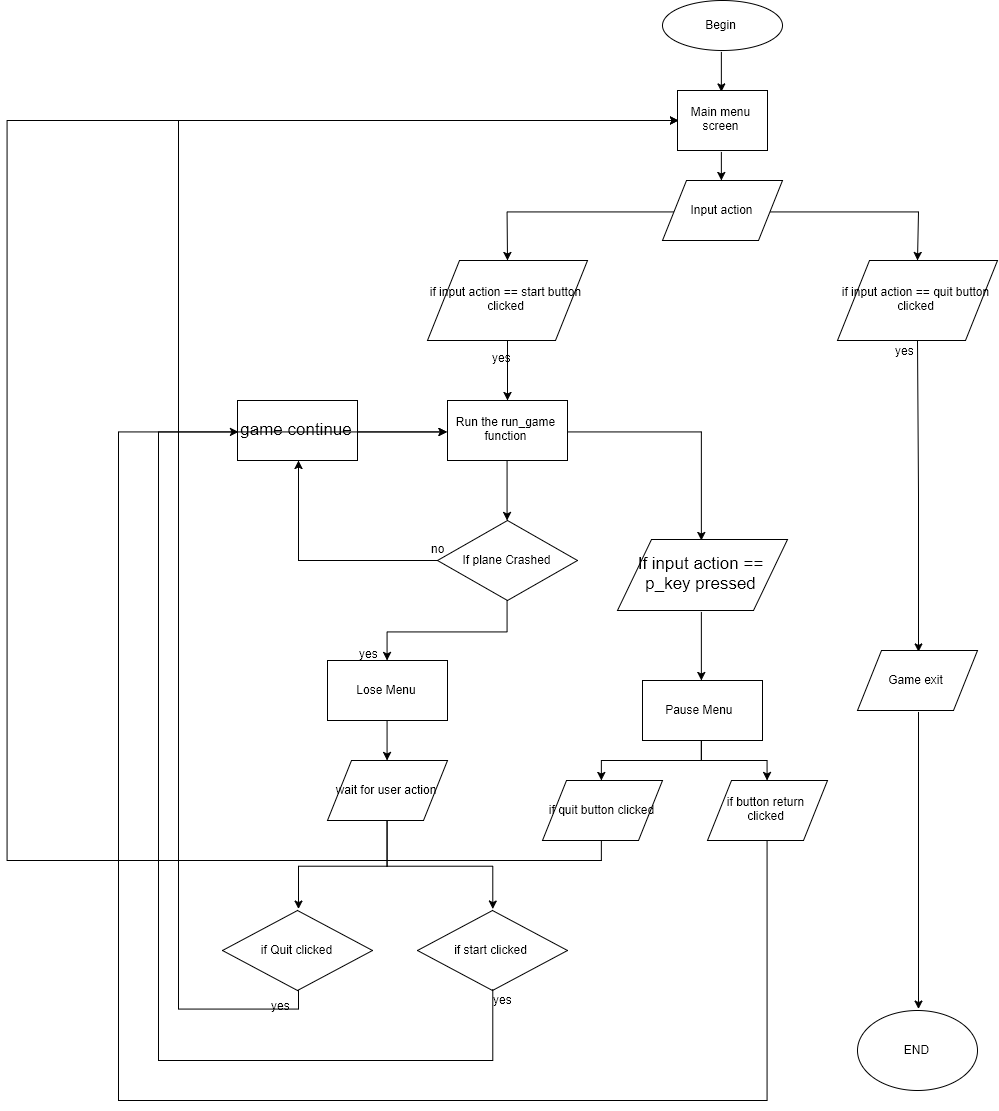 Begin
Main menu
screen
Input action
if input action == start button
clicked
if input action == quit button
clicked
yes
yes
game continue
Run the run_game
function
no
If plane Crashed
If input action ==
p_key pressed
yes
Lose Menu
Pause Menu
Game exit
wait for user action
if quit button clicked
if button return
clicked
if Quit clicked
if start clicked
yes
yes
END